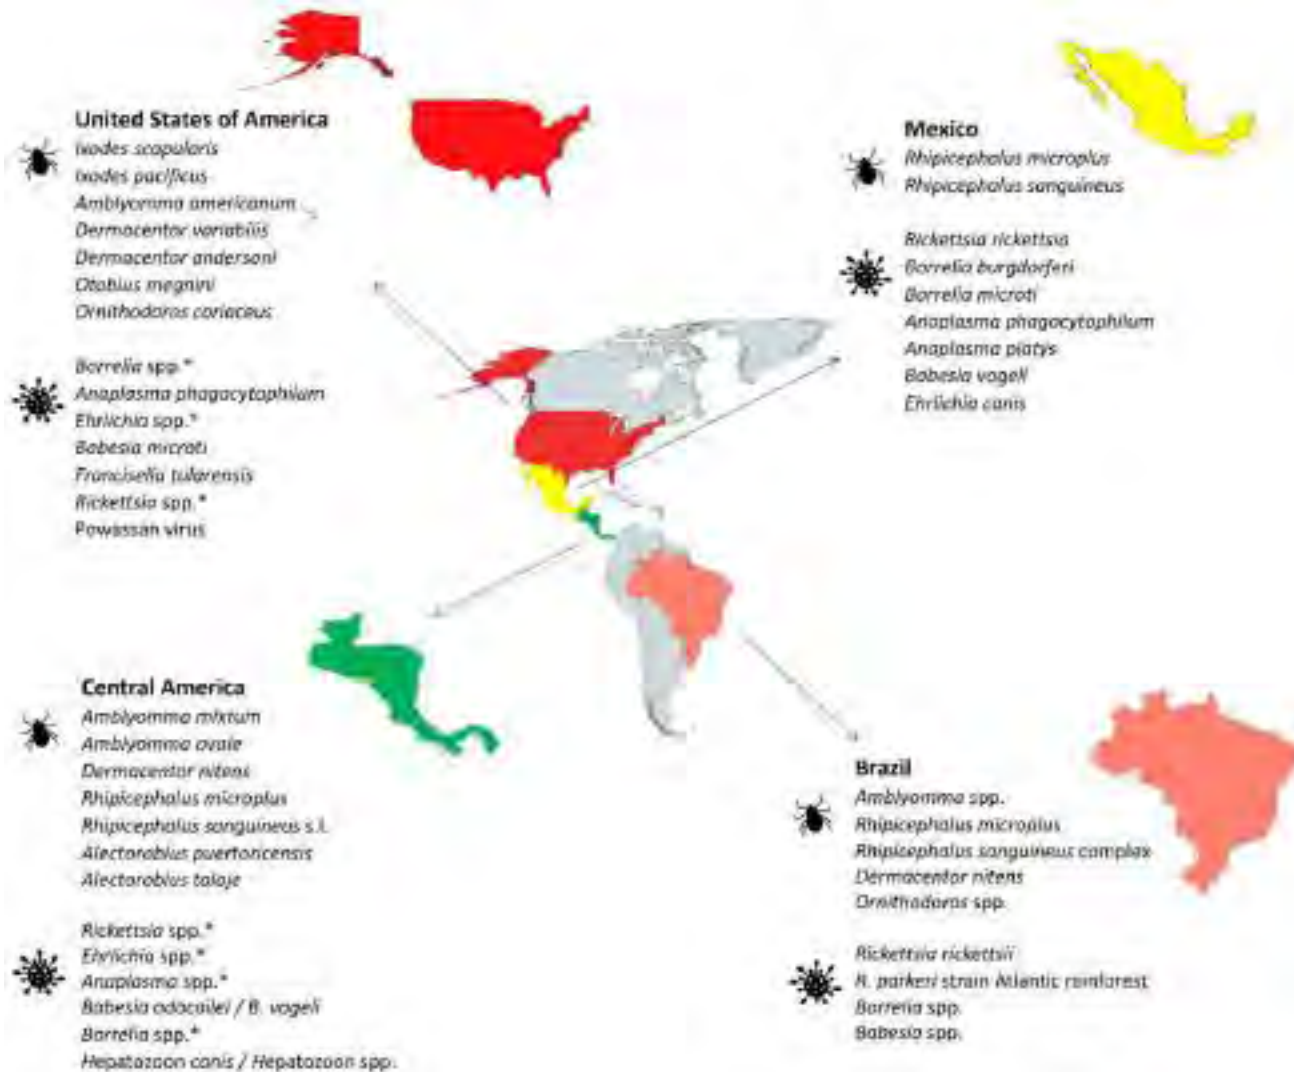 United States of America
Ixodes scapularis
Ixodes pacificus
Amblyomma americanum
Dermacentor variabilis
Dermacentor andersoni
Otobius megnini
Ornithodoros coriaceus
Borrelia spp.*
Anaplasma phagocytophilum
Ehrlichia spp.*
Babesia microti
Francisella tularensis
Rickettsia spp.*
Powassan virus
Mexico
Rhipicephalus microplus
Rhipicephalus sanguineus
Rickettsia rickettsia
Borrelia burgdorferi
Borrelia microti
Anaplasma phagocytophilum
Anaplasma platys
Babesia vogeli
Ehrlichia canis
Central America
Amblyomma mixtum
Amblyomma ovale
Dermacentor nitens
Rhipicephalus microplus
Rhipicephalus sanguineus s.l.
Alectorobius puertoricensis
Alectorobius talaje
Rickettsia spp.*
Ehrlichia spp.*
Anaplasma spp.*
Babesia odocoilei / B. vogeli
Borrelia spp.*
Hepatozoon canis / Hepatozoon spp.
Brazil
Amblyomma spp.
Rhipicephalus microplus
Rhipicephalus sanguineus complex
Dermacentor nitens
Ornithodoros spp.
Rickettsia rickettsii
R. parkeri strain Atlantic rainforest
Borrelia spp.
Babesia spp.